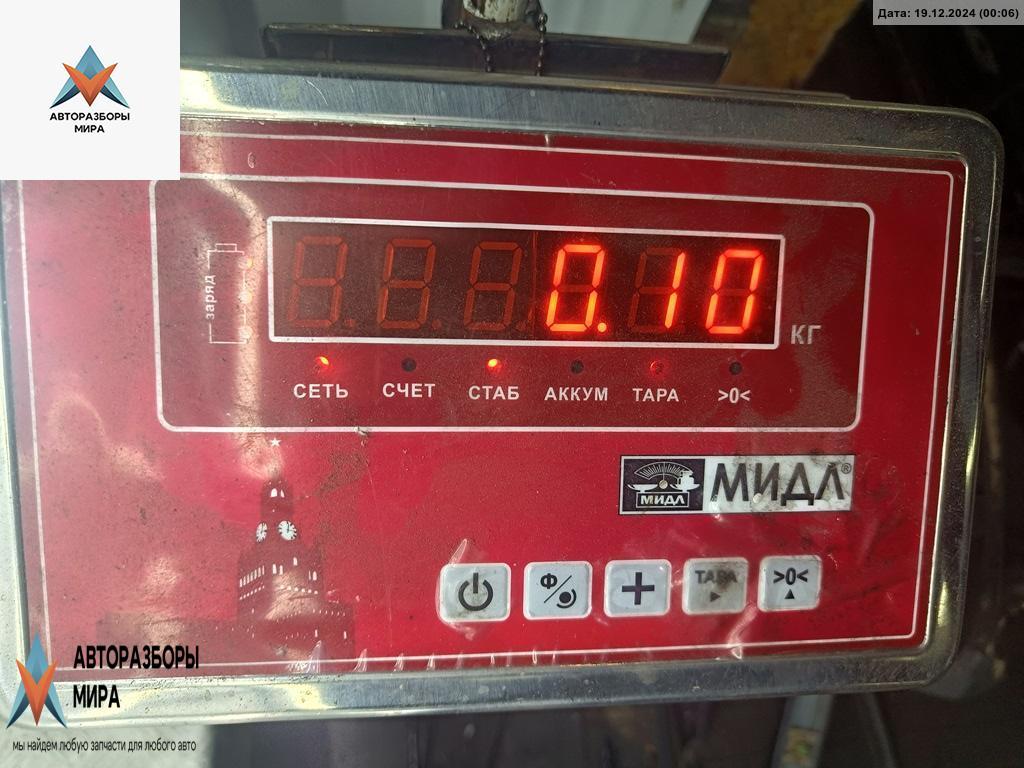 Дата: 19.12.2024 (00:06)
АВТОРАЗБОРЫ
МИРА
заряд
0.10
КГ
СЕТЬ СЧЕТ СТАБ АККУМ ТАРА >0<
МИДЛ МИДЛ®
Ф ТАРА >0<
АВТОРАЗБОРЫ
МИРА
мы найдем любую запчасти для любого авто